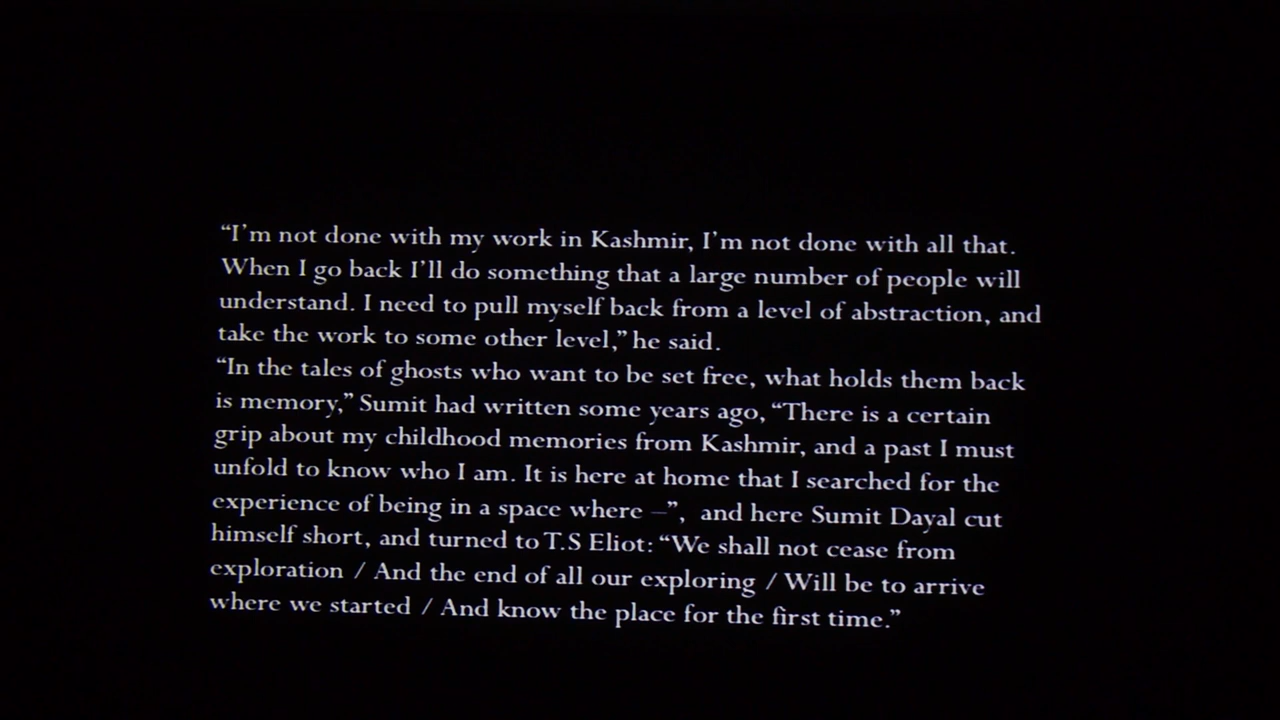 “I’m not done with my work in Kashmir, I’m not done with all that.
When I go back I’ll do something that a large number of people will
understand. I need to pull myself back from a level of abstraction, and
take the work to some other level,” he said.
“In the tales of ghosts who want to be set free, what holds them back
is memory,” Sumit had written some years ago, “There is a certain
grip about my childhood memories from Kashmir, and a past I must
unfold to know who I am. It is here at home that I searched for the
experience of being in a space where –”,  and here Sumit Dayal cut
himself short, and turned to T.S Eliot: “We shall not cease from
exploration / And the end of all our exploring / Will be to arrive
where we started / And know the place for the first time.”